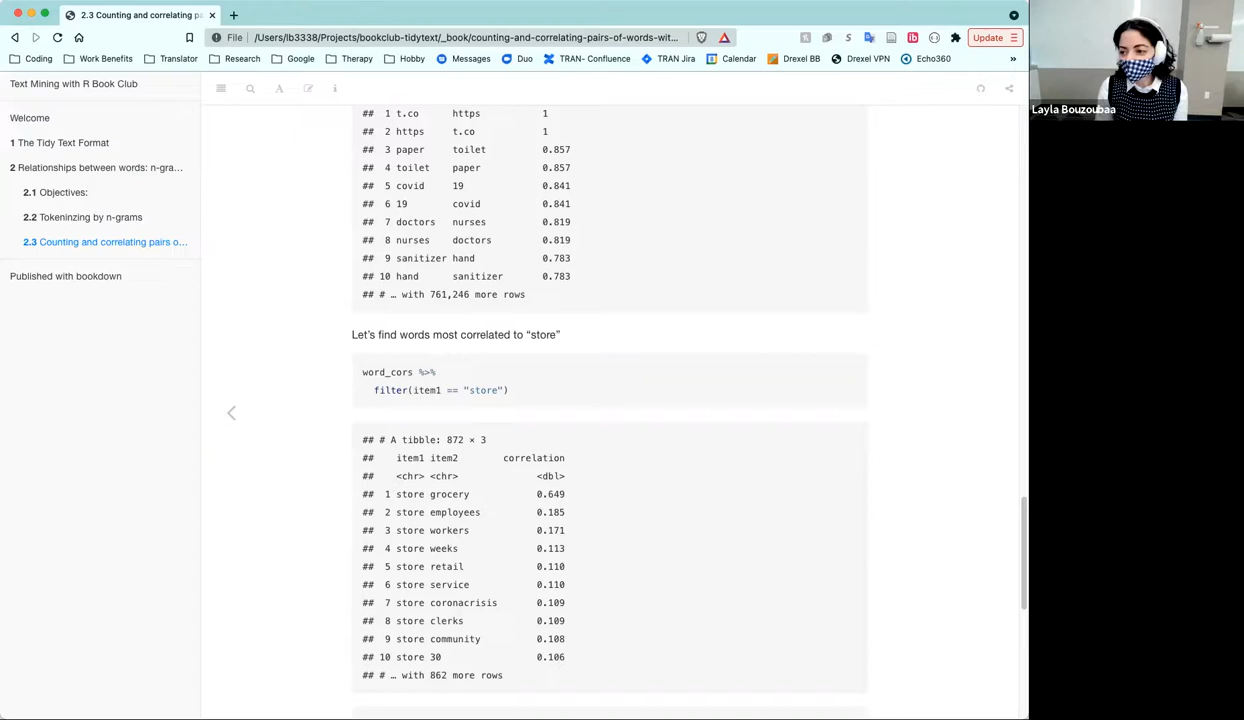 2.3 Counting and correlating pa
File
/Users/lb3338/Projects/bookclub-tidytext/_book/counting-and-correlating-pairs-of-words-wit...
Update
Coding
Work Benefits
Translator
Research
Google
Therapy
Hobby
Messages
Duo
TRAN- Confluence
TRAN Jira
Calendar
Drexel BB
Drexel VPN
Echo360
»
Text Mining with R Book Club
Welcome
1 The Tidy Text Format
2 Relationships between words: n-gra...
2.1 Objectives:
2.2 Tokeninzing by n-grams
2.3 Counting and correlating pairs o...
Published with bookdown
## 1 t.co https 1
## 2 https t.co 1
## 3 paper toilet 0.857
## 4 toilet paper 0.857
## 5 covid 19 0.841
## 6 19 covid 0.841
## 7 doctors nurses 0.819
## 8 nurses doctors 0.819
## 9 sanitizer hand 0.783
## 10 hand sanitizer 0.783
## # … with 761,246 more rows
Let’s find words most correlated to “store”
word_cors %>%
filter(item1 == "store")
## # A tibble: 872 × 3
## item1 item2 correlation
## <chr> <chr> <dbl>
## 1 store grocery 0.649
## 2 store employees 0.185
## 3 store workers 0.171
## 4 store weeks 0.113
## 5 store retail 0.110
## 6 store service 0.110
## 7 store coronacrisis 0.109
## 8 store clerks 0.109
## 9 store community 0.108
## 10 store 30 0.106
## # … with 862 more rows
Layla Bouzoubaa